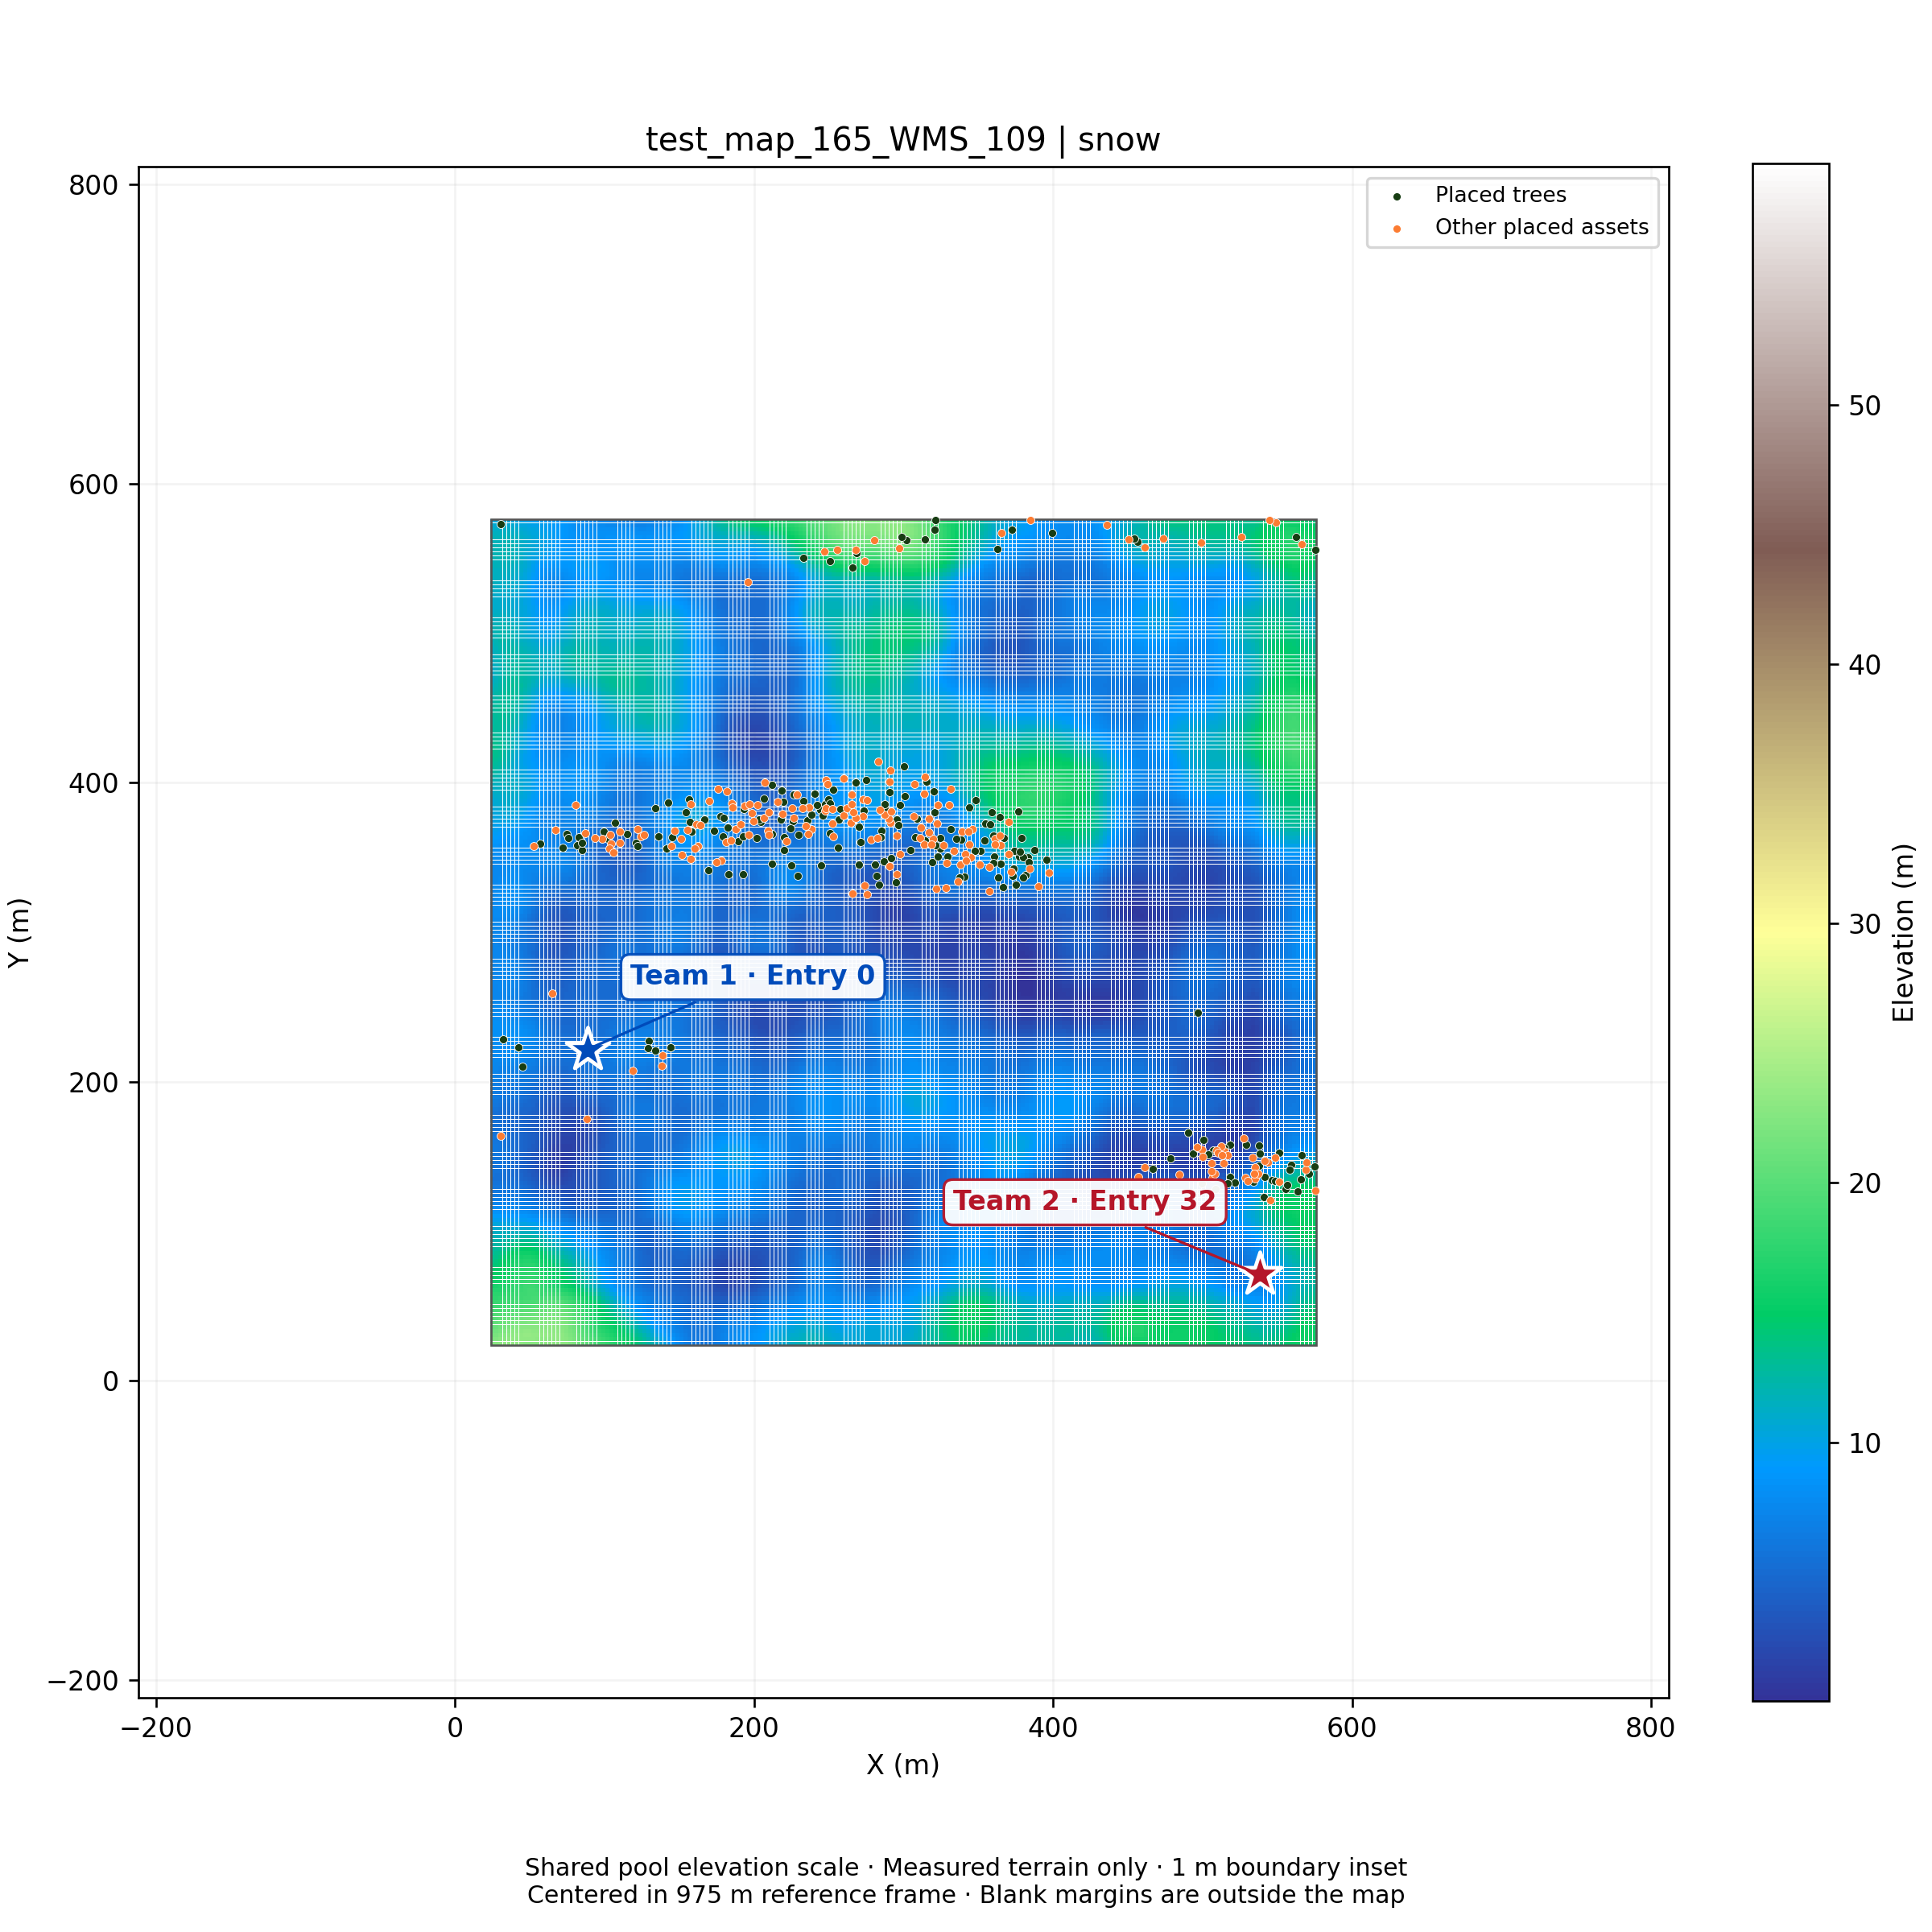 test_map_165_WMS_109 | snow
Placed trees
Other placed assets
800
600
400
200
0
−200
Y (m)
Team 1 · Entry 0
Team 2 · Entry 32
−200
0
200
400
600
800
X (m)
50
40
30
20
10
Elevation (m)
Shared pool elevation scale · Measured terrain only · 1 m boundary inset
Centered in 975 m reference frame · Blank margins are outside the map